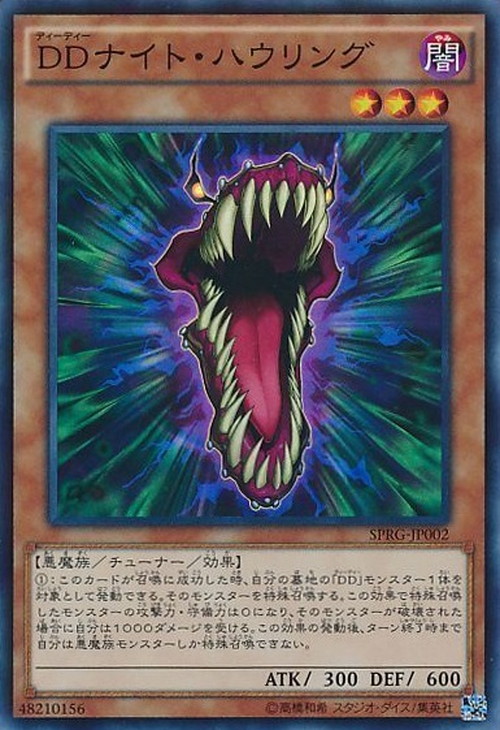 ディーディー
DDナイト・ハウリング
やみ
闇
SPRG-JP002
【悪魔族／チューナー／効果】
①：このカードが召喚に成功した時、自分の墓地の「DD」モンスター１体を
対象として発動できる。そのモンスターを特殊召喚する。この効果で特殊召喚
したモンスターの攻撃力・守備力は０になり、そのモンスターが破壊された
場合に自分は１０００ダメージを受ける。この効果の発動後、ターン終了時まで
自分は悪魔族モンスターしか特殊召喚できない。
ATK/ 300 DEF/ 600
48210156 ©高橋和希 スタジオ・ダイス/集英社